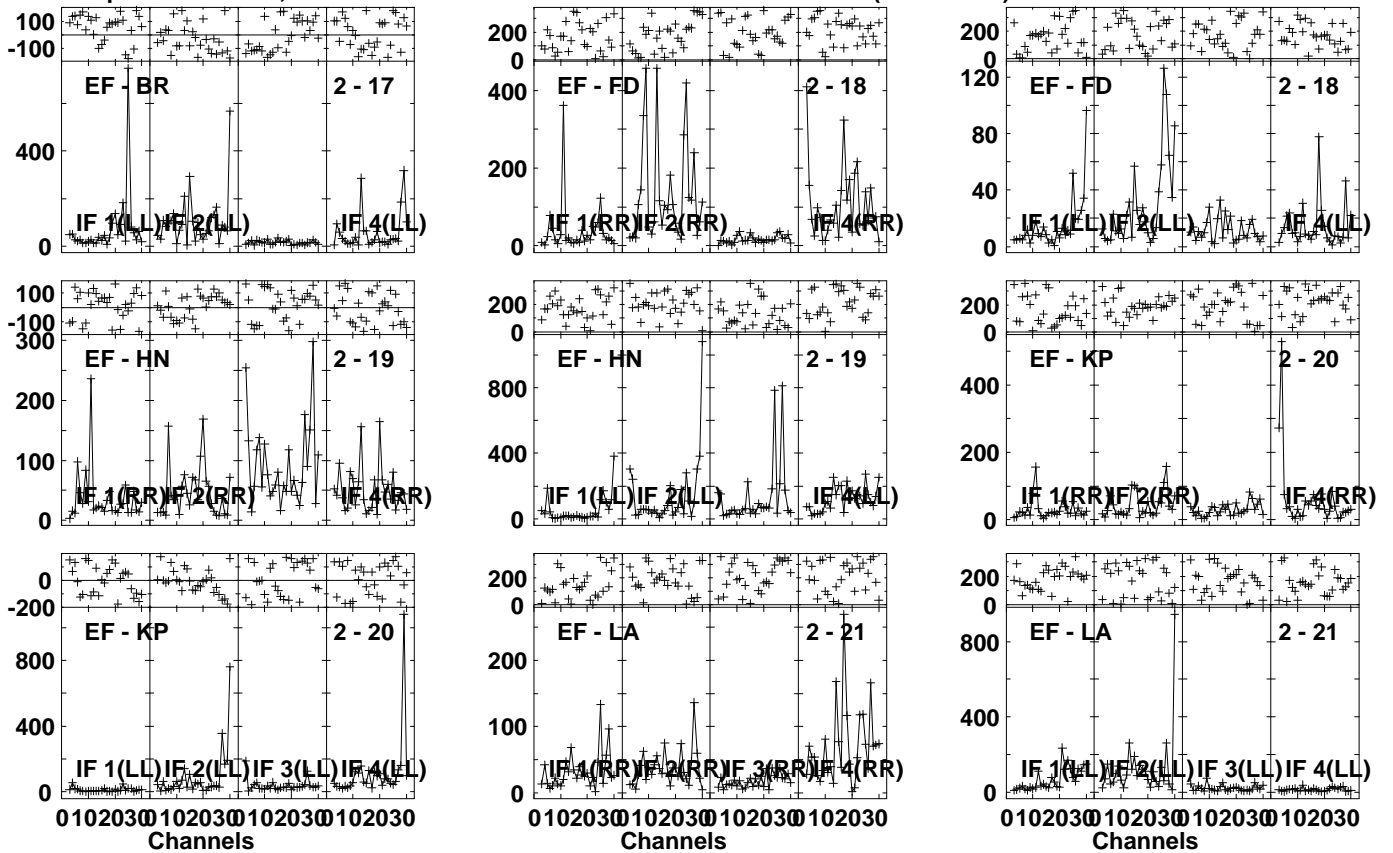 100
-100
EF - BR 2 - 17
400
0
IF 1(LL) IF 2(LL) IF 4(LL)
200
0
EF - FD 2 - 18
400
200
0
IF 1(RR) IF 2(RR) IF 4(RR)
200
0
EF - FD 2 - 18
120
80
40
0
IF 1(LL) IF 2(LL) IF 4(LL)
100
-100
EF - HN 2 - 19
300
200
100
0
IF 1(RR) IF 2(RR) IF 4(RR)
200
0
EF - HN 2 - 19
800
400
0
IF 1(LL) IF 2(LL) IF 4(LL)
200
0
EF - KP 2 - 20
400
200
0
IF 1(RR) IF 2(RR) IF 4(RR)
0
-200
EF - KP 2 - 20
800
400
0
IF 1(LL) IF 2(LL) IF 3(LL) IF 4(LL)
0102030 0102030 0102030 0102030
Channels
200
0
EF - LA 2 - 21
200
100
0
IF 1(RR) IF 2(RR) IF 3(RR) IF 4(RR)
0102030 0102030 0102030 0102030
Channels
200
0
EF - LA 2 - 21
800
400
0
IF 1(LL) IF 2(LL) IF 3(LL) IF 4(LL)
0102030 0102030 0102030 0102030
Channels